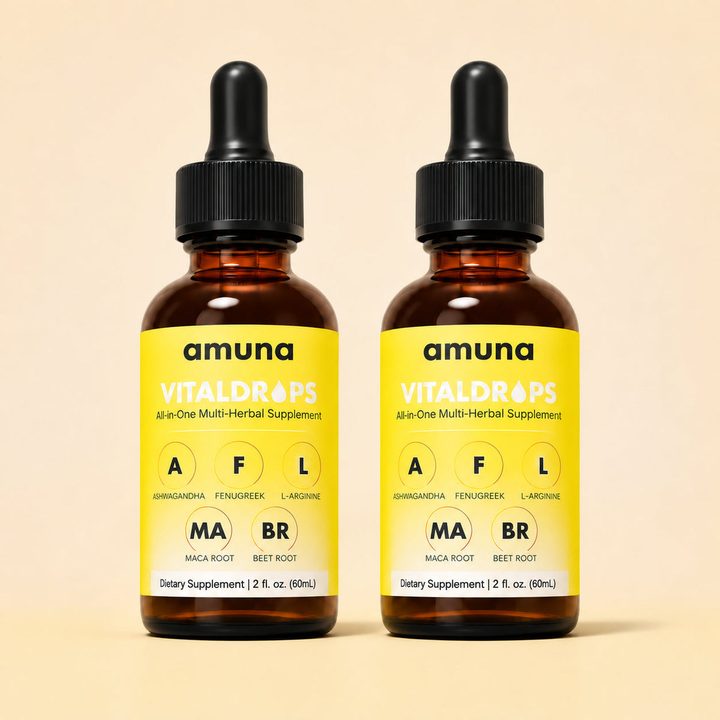 amuna
VITALDROPS
All-in-One Multi-Herbal Supplement
A F L
ASHWAGANDHA FENUGREEK L-ARGININE
MA BR
MACA ROOT BEET ROOT
Dietary Supplement | 2 fl. oz. (60mL)
amuna
VITALDROPS
All-in-One Multi-Herbal Supplement
A F L
ASHWAGANDHA FENUGREEK L-ARGININE
MA BR
MACA ROOT BEET ROOT
Dietary Supplement | 2 fl. oz. (60mL)